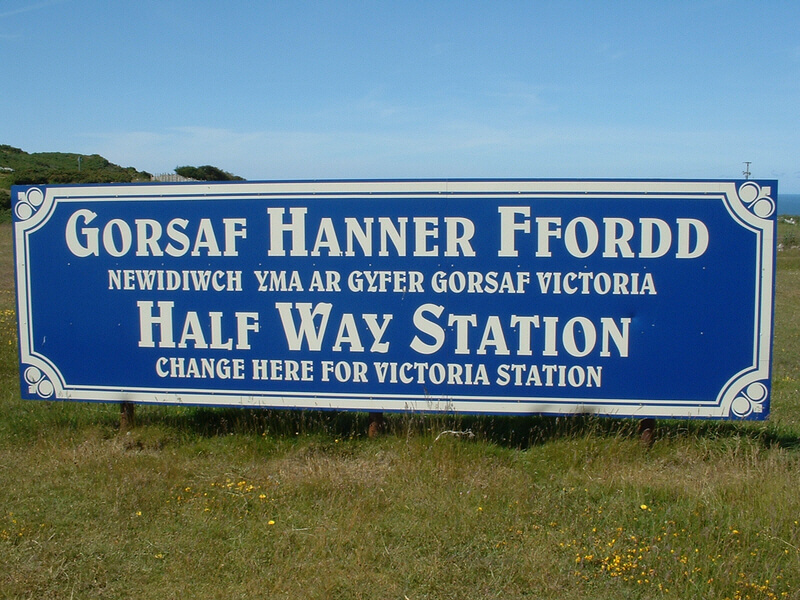 GORSAF HANNER FFORDD
NEWIDIWCH YMA AR GYFER GORSAF VICTORIA
HALF WAY STATION
CHANGE HERE FOR VICTORIA STATION